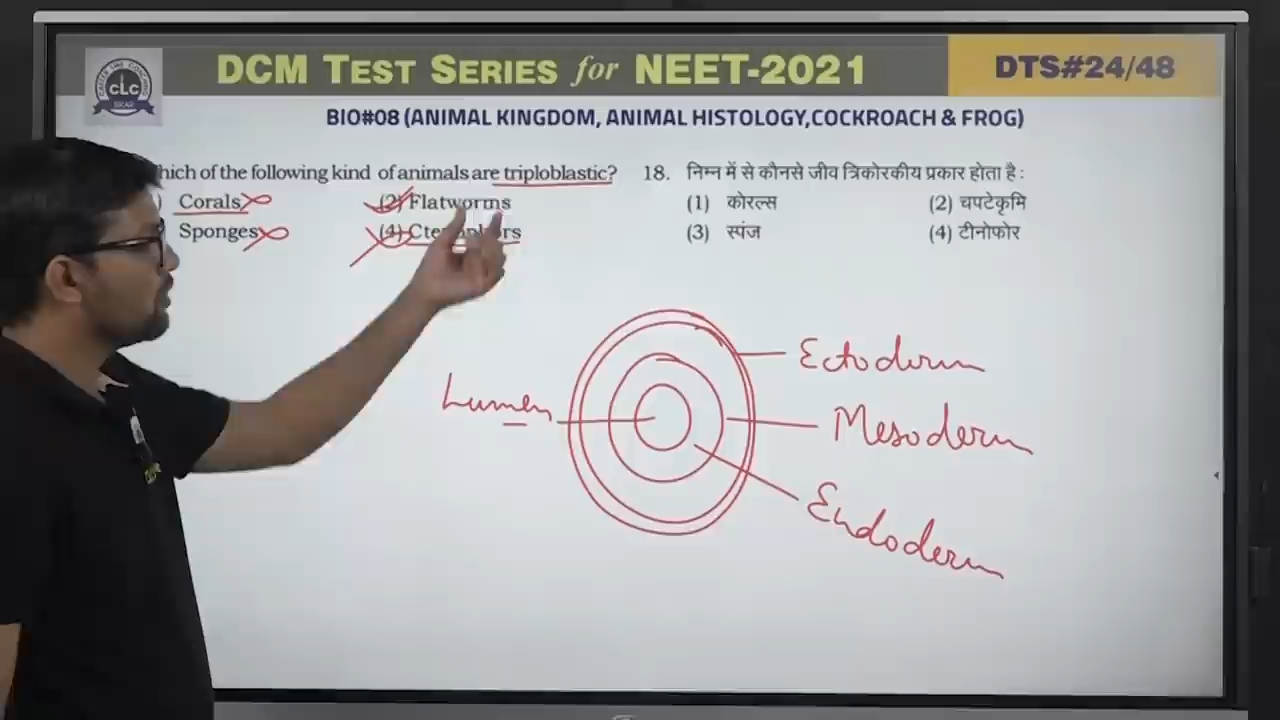 DCM TEST SERIES for NEET-2021
DTS#24/48
CLC
SIKAR
BIO#08 (ANIMAL KINGDOM, ANIMAL HISTOLOGY,COCKROACH & FROG)
of the following kind of animals are triploblastic?
Corals
(2) Flatworms
Sponges
(4)
18. निम्न में से कौनसे जीव त्रिकोरकीय प्रकार होता है :
(1) कोरल्स
(2) चपटेकृमि
(3) स्पंज
(4) टीनोफोर
Ectoderm
Lumen
Mesoderm
Endoderm